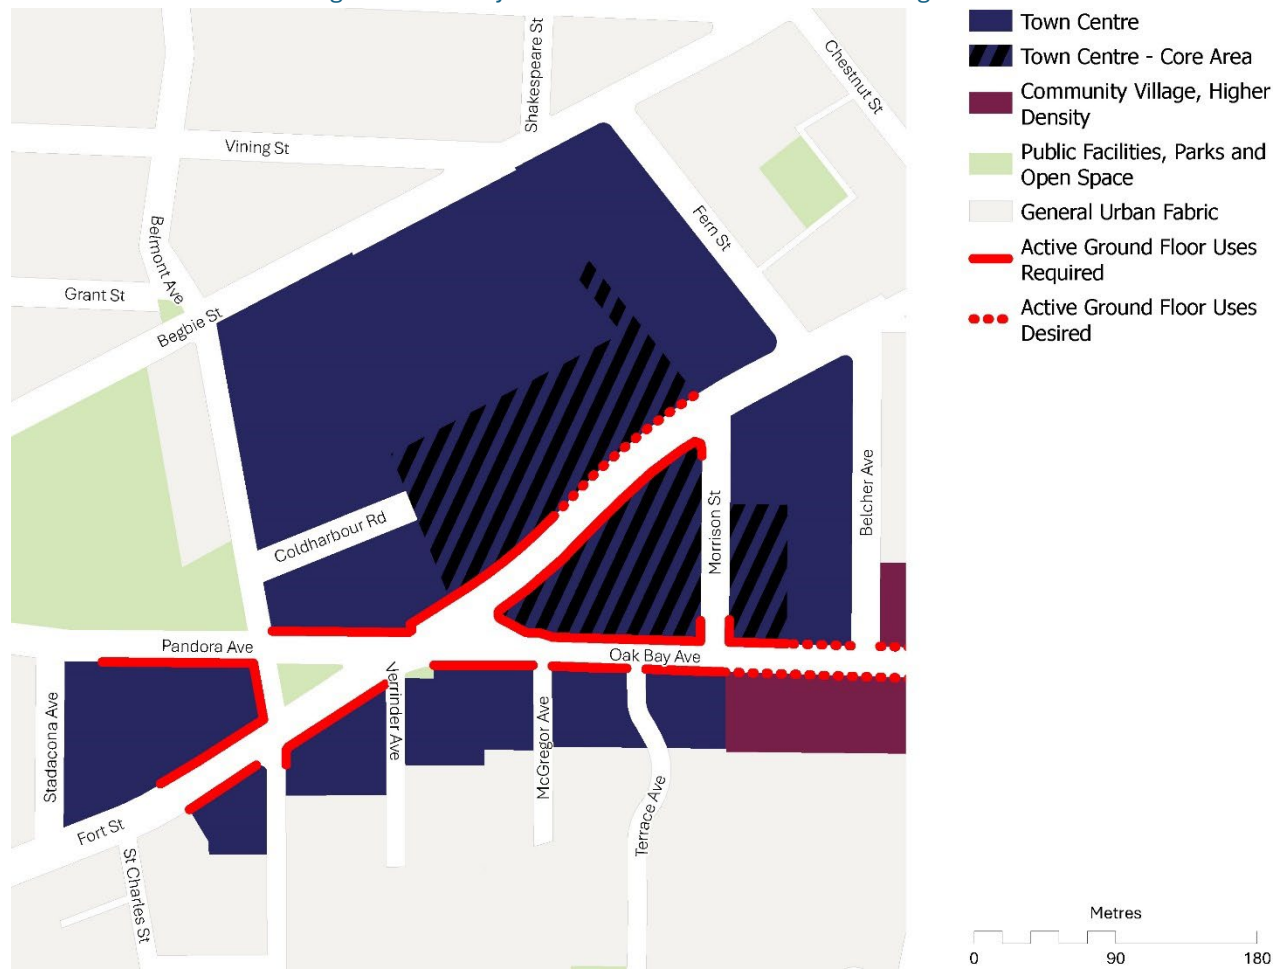 Shakespeare St
Chestnut St
Vining St
Belmont Ave
Fern St
Grant St
Begbie St
Coldharbour Rd
Morrison St
Belcher Ave
Pandora Ave
Oak Bay Ave
Verrinder Ave
Stadacona Ave
McGregor Ave
Terrace Ave
Fort St
St Charles St
Town Centre
Town Centre - Core Area
Community Village, Higher
Density
Public Facilities, Parks and
Open Space
General Urban Fabric
Active Ground Floor Uses
Required
Active Ground Floor Uses
Desired
Metres
0 90 180